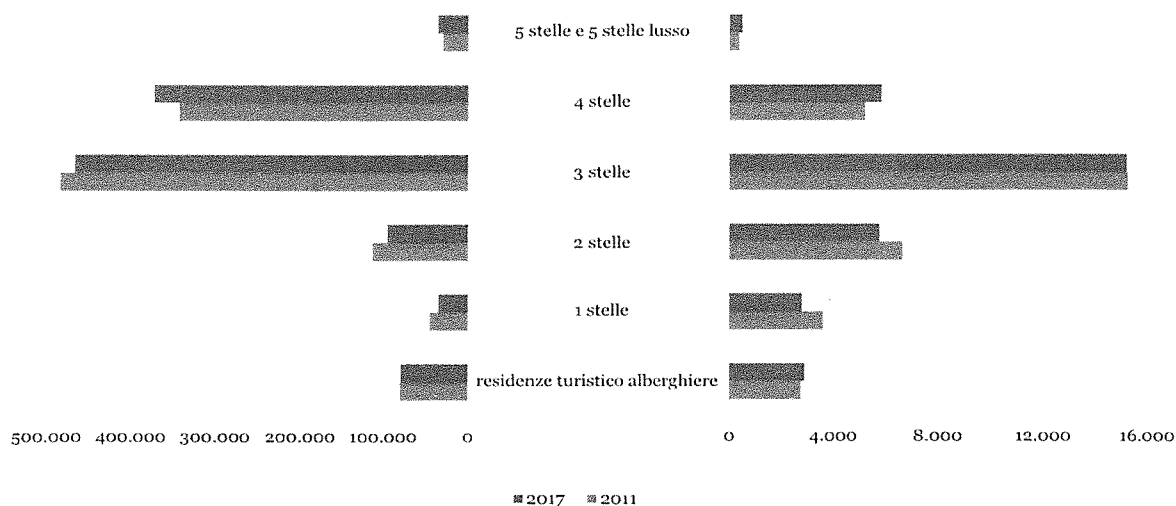 5 stelle e 5 stelle lusso
4 stelle
3 stelle
2 stelle
1 stelle
residenze turistico alberghiere
500.000 400.000 300.000 200.000 100.000 0 0 4.000 8.000 12.000 16.000
2017 2011